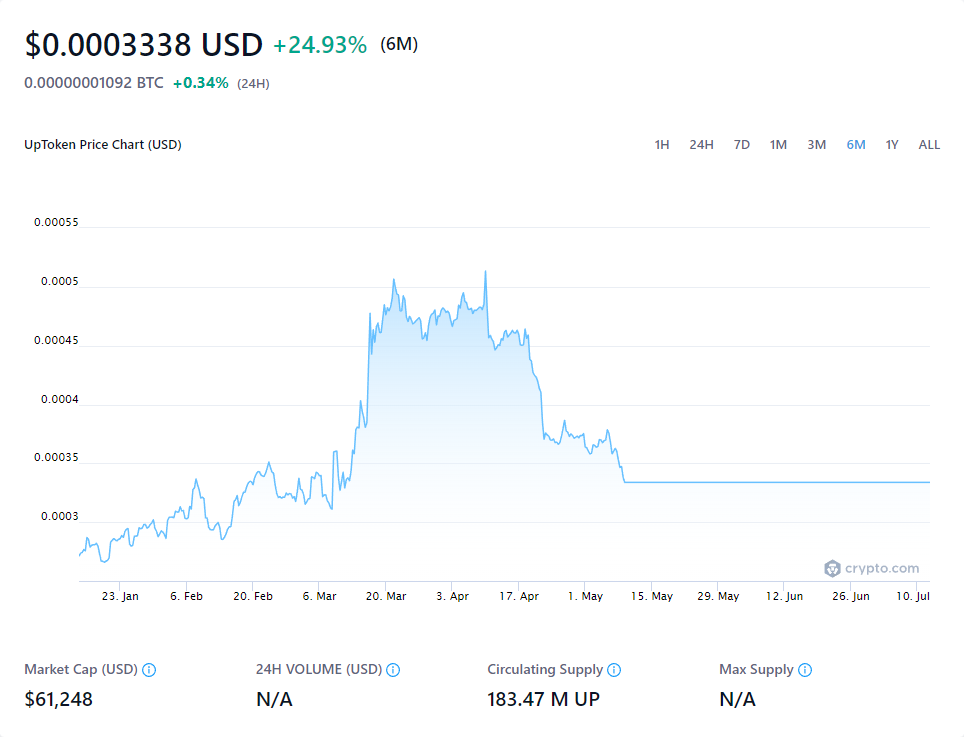 $0.0003338 USD +24.93% (6M)
0.00000001092 BTC +0.34% (24H)
UpToken Price Chart (USD) 1H 24H 7D 1M 3M 6M 1Y ALL
0.00055
0.0005
0.00045
0.0004
0.00035
0.0003
crypto.com
23. Jan 6. Feb 20. Feb 6. Mar 20. Mar 3. Apr 17. Apr 1. May 15. May 29. May 12. Jun 26. Jun 10. Jul
Market Cap (USD) 24H VOLUME (USD) Circulating Supply Max Supply
$61,248 N/A 183.47 M UP N/A